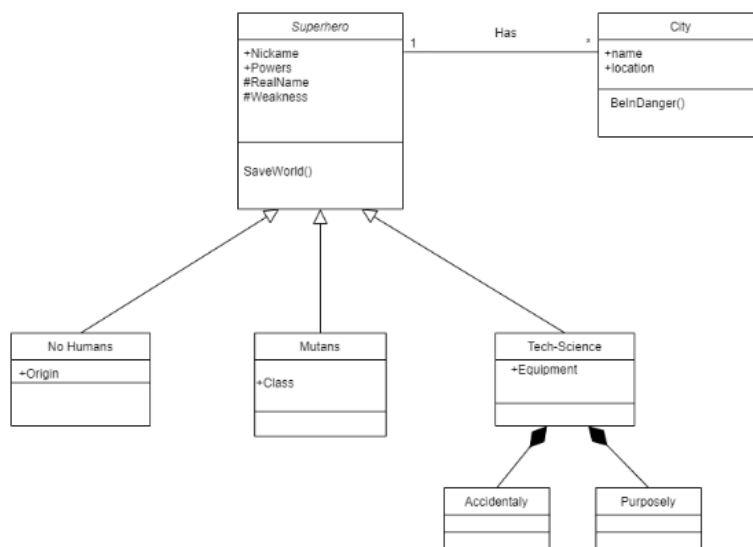 Superhero
+Nickame
+Powers
#RealName
#Weakness
SaveWorld()
1
Has
*
City
+name
+location
BeInDanger()
No Humans
+Origin
Mutans
+Class
Tech-Science
+Equipment
Accidentaly
Purposely